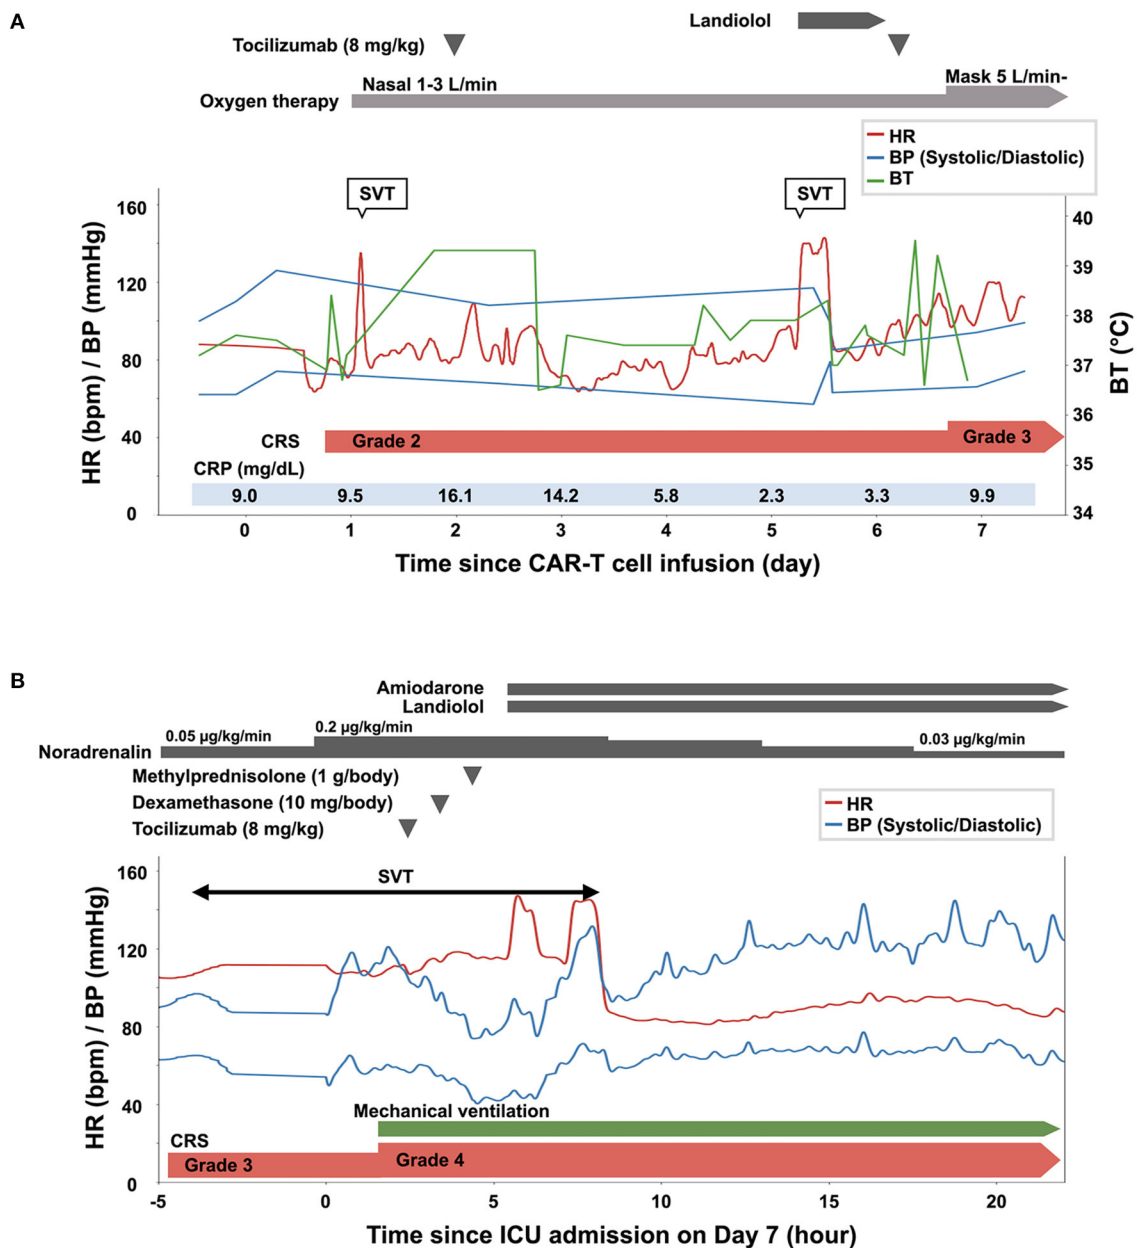 A
Landiolol
Tocilizumab (8 mg/kg)
Nasal 1-3 L/min
Mask 5 L/min-
Oxygen therapy
HR
BP (Systolic/Diastolic)
BT
SVT
SVT
HR (bpm) / BP (mmHg)
160
120
80
40
0
BT (°C)
40
39
38
37
36
35
34
CRS
Grade 2
Grade 3
CRP (mg/dL)
9.0 9.5 16.1 14.2 5.8 2.3 3.3 9.9
0 1 2 3 4 5 6 7
Time since CAR-T cell infusion (day)
B
Amiodarone
Landiolol
0.05 µg/kg/min
0.2 µg/kg/min
0.03 µg/kg/min
Noradrenalin
Methylprednisolone (1 g/body)
Dexamethasone (10 mg/body)
Tocilizumab (8 mg/kg)
HR
BP (Systolic/Diastolic)
SVT
HR (bpm) / BP (mmHg)
160
120
80
40
0
Mechanical ventilation
CRS
Grade 3
Grade 4
-5 0 5 10 15 20
Time since ICU admission on Day 7 (hour)